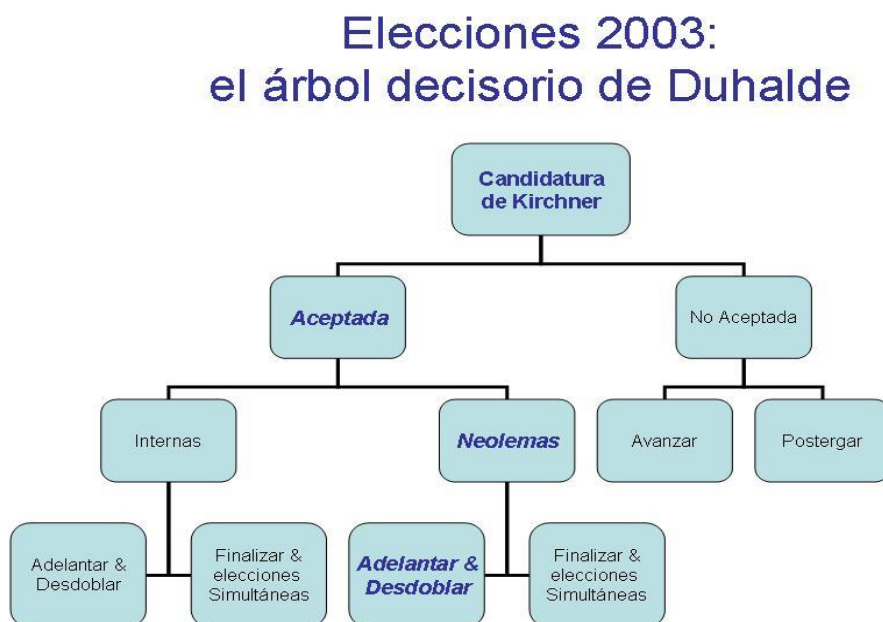 Elecciones 2003:
el árbol decisorio de Duhalde
Candidatura
de Kirchner
Aceptada
No Aceptada
Internas
Neolemas
Avanzar
Postergar
Adelantar &
Desdoblar
Finalizar &
elecciones
Simultáneas
Adelantar &
Desdoblar
Finalizar &
elecciones
Simultáneas